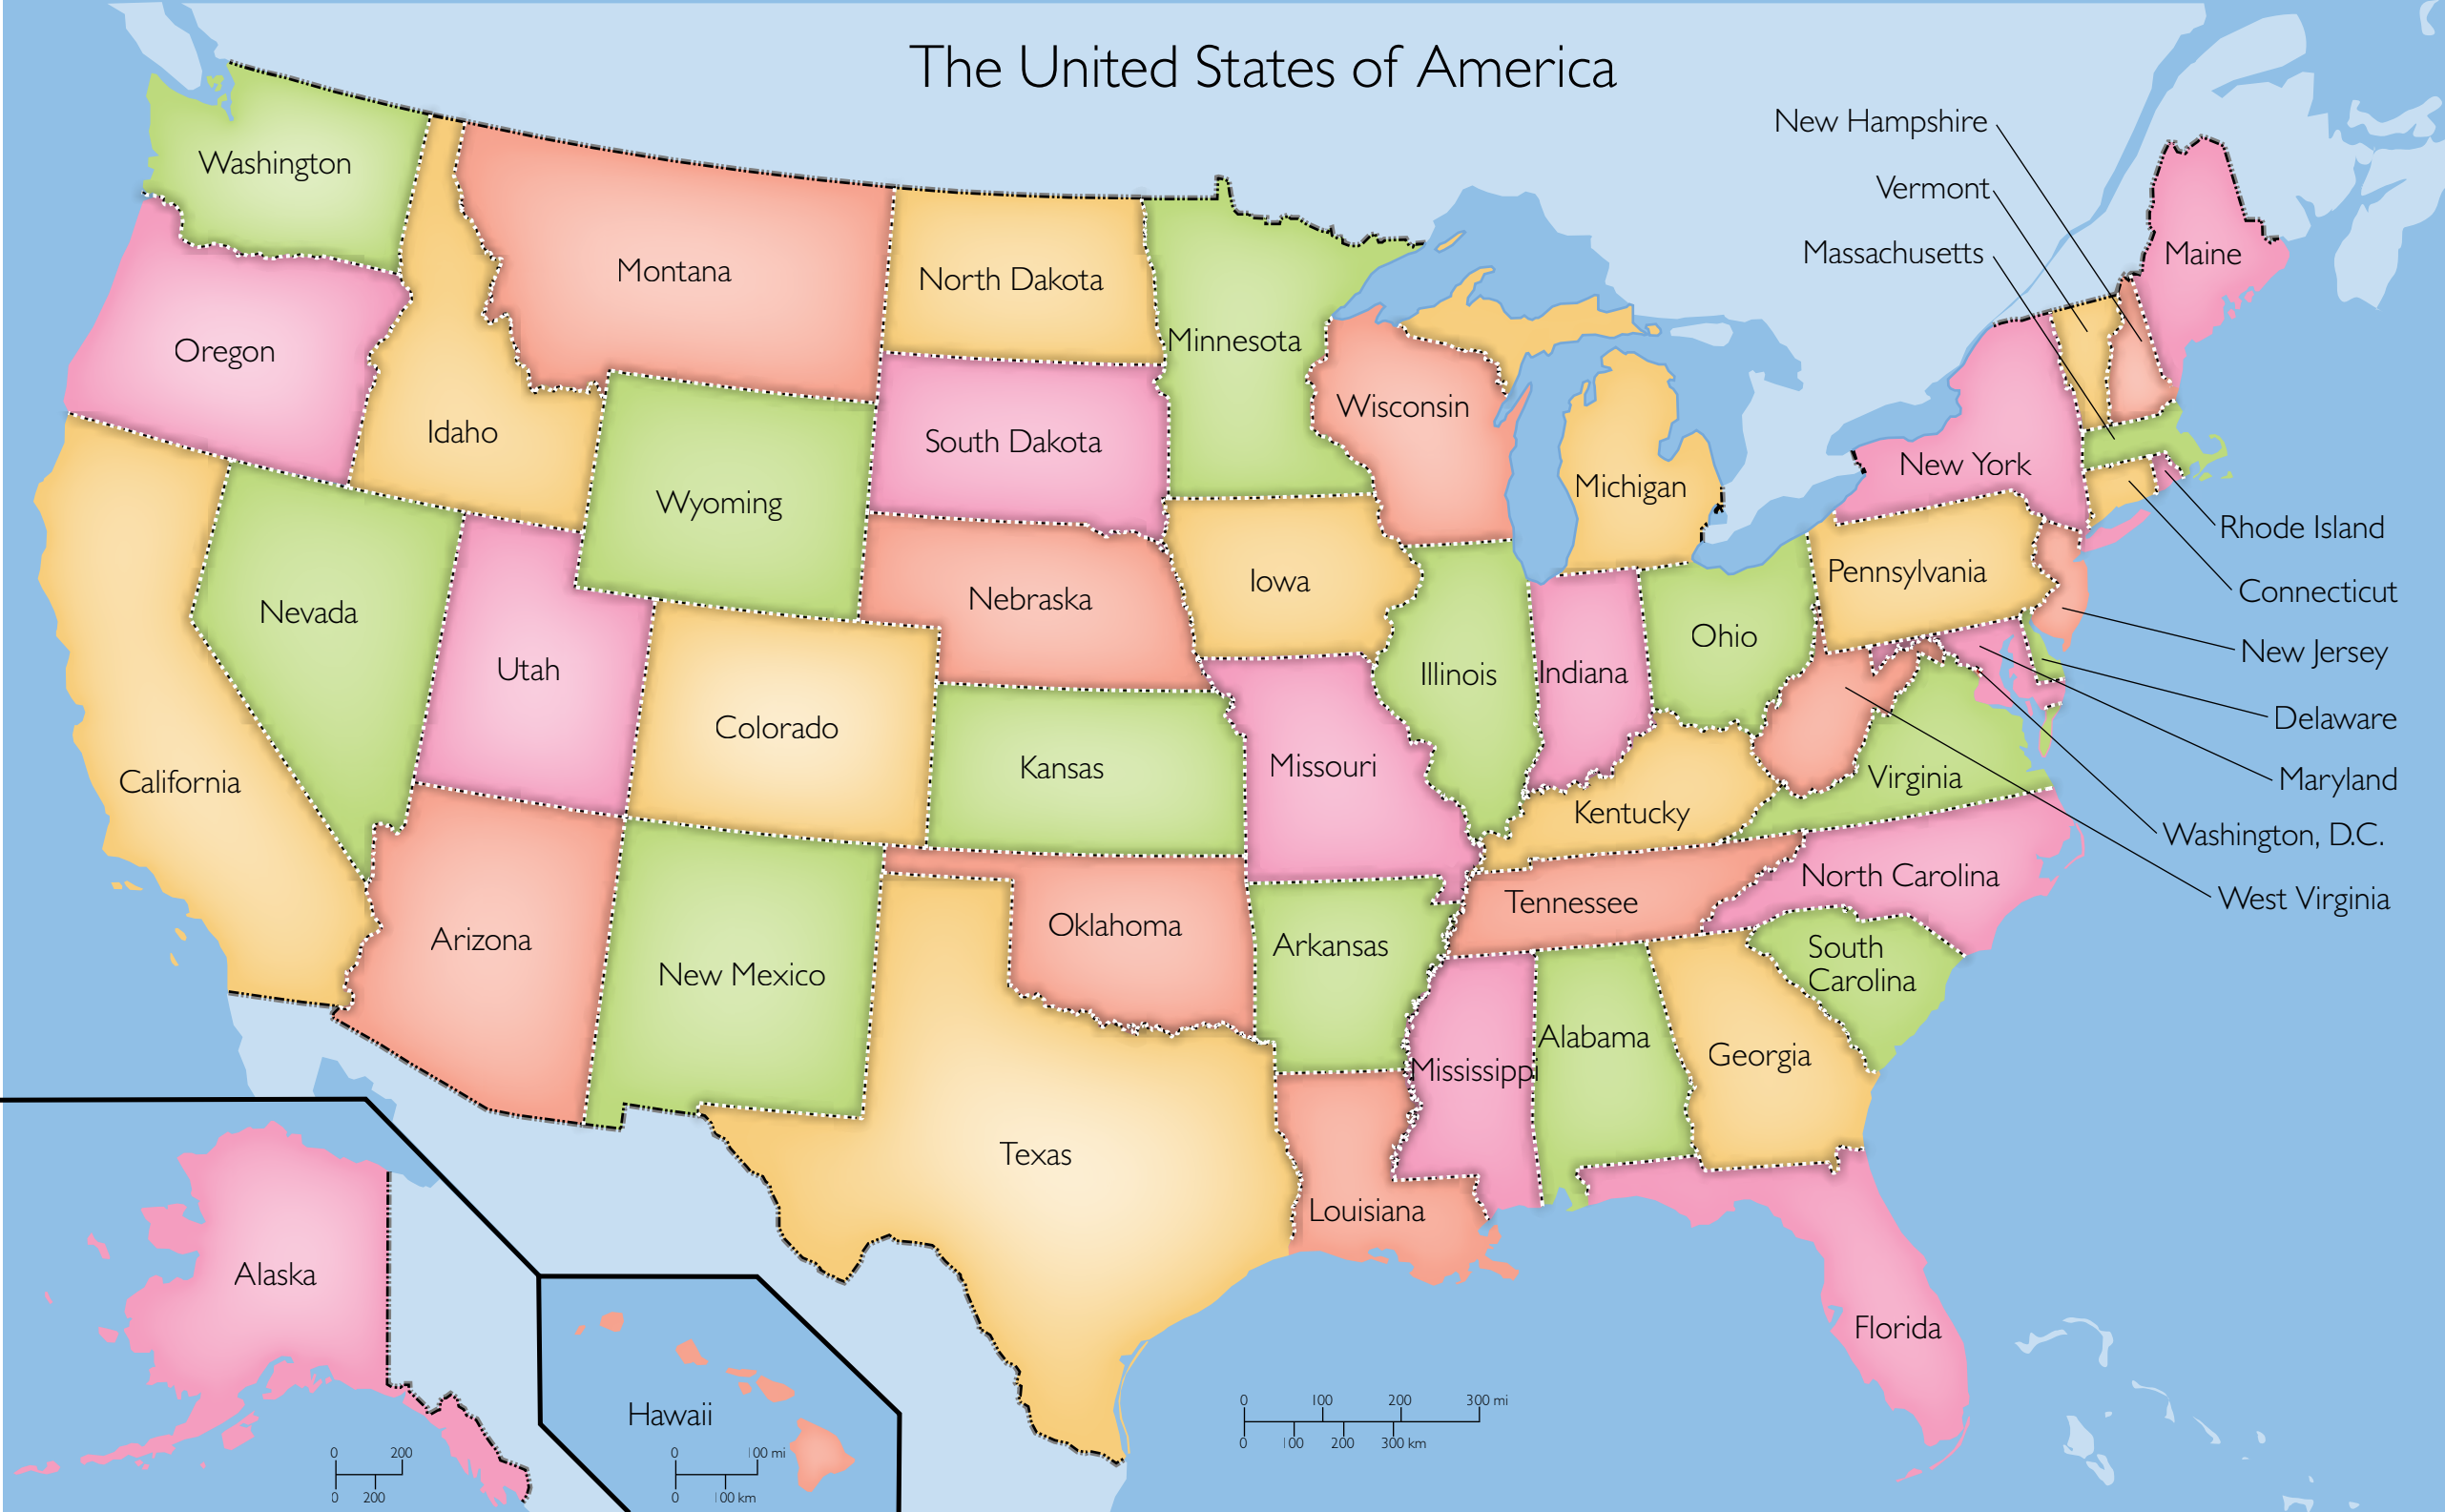 The United States of America
New Hampshire
Vermont
Massachusetts
Maine
Washington
Montana
North Dakota
Minnesota
Oregon
Idaho
Wisconsin
South Dakota
Michigan
New York
Wyoming
Rhode Island
Connecticut
Pennsylvania
Iowa
Nebraska
Nevada
Ohio
New Jersey
Utah
Illinois
Indiana
Delaware
Colorado
Kansas
Missouri
California
Kentucky
Virginia
Maryland
Washington, D.C.
North Carolina
West Virginia
Tennessee
Oklahoma
Arkansas
Arizona
New Mexico
South
Carolina
Alabama
Georgia
Mississippi
Texas
Louisiana
Alaska
Florida
Hawaii
0 100 200 300 mi
0 100 200 300 km
0 200
0 200
0 100 mi
0 100 km